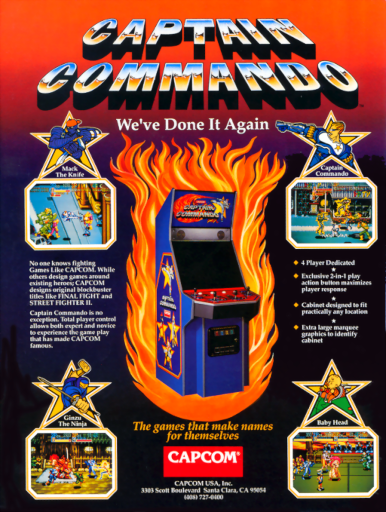 CAPTAIN
COMMANDO
We've Done It Again
Mack
The Knife
Captain
Commando
CAPTAIN
COMMANDO
No one knows fighting
Games Like CAPCOM. While
others design games around
existing heroes; CAPCOM
designs original blockbuster
titles like FINAL FIGHT and
STREET FIGHTER II.
Captain Commando is no
exception. Total player control
allows both expert and novice
to experience the game play
that has made CAPCOM
famous.
4 Player Dedicated
Exclusive 2-in-1 play
action button maximizes
player response
Cabinet designed to fit
practically any location
Extra large marquee
graphics to identify
cabinet
Ginzu
The Ninja
Baby Head
The games that make names
for themselves
CAPCOM®
CAPCOM USA, Inc.
3303 Scott Boulevard Santa Clara, CA 95054
(408) 727-0400